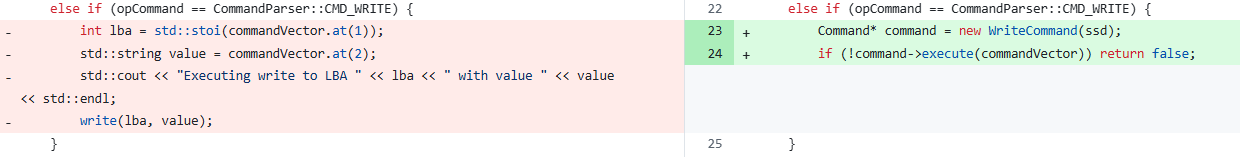 else if (opCommand == CommandParser::CMD_WRITE) {
- int lba = std::stoi(commandVector.at(1));
- std::string value = commandVector.at(2);
- std::cout << "Executing write to LBA " << lba << " with value " << value
<< std::endl;
- write(lba, value);
}
22 else if (opCommand == CommandParser::CMD_WRITE) {
23 + Command* command = new WriteCommand(ssd);
24 + if (!command->execute(commandVector)) return false;
25 }